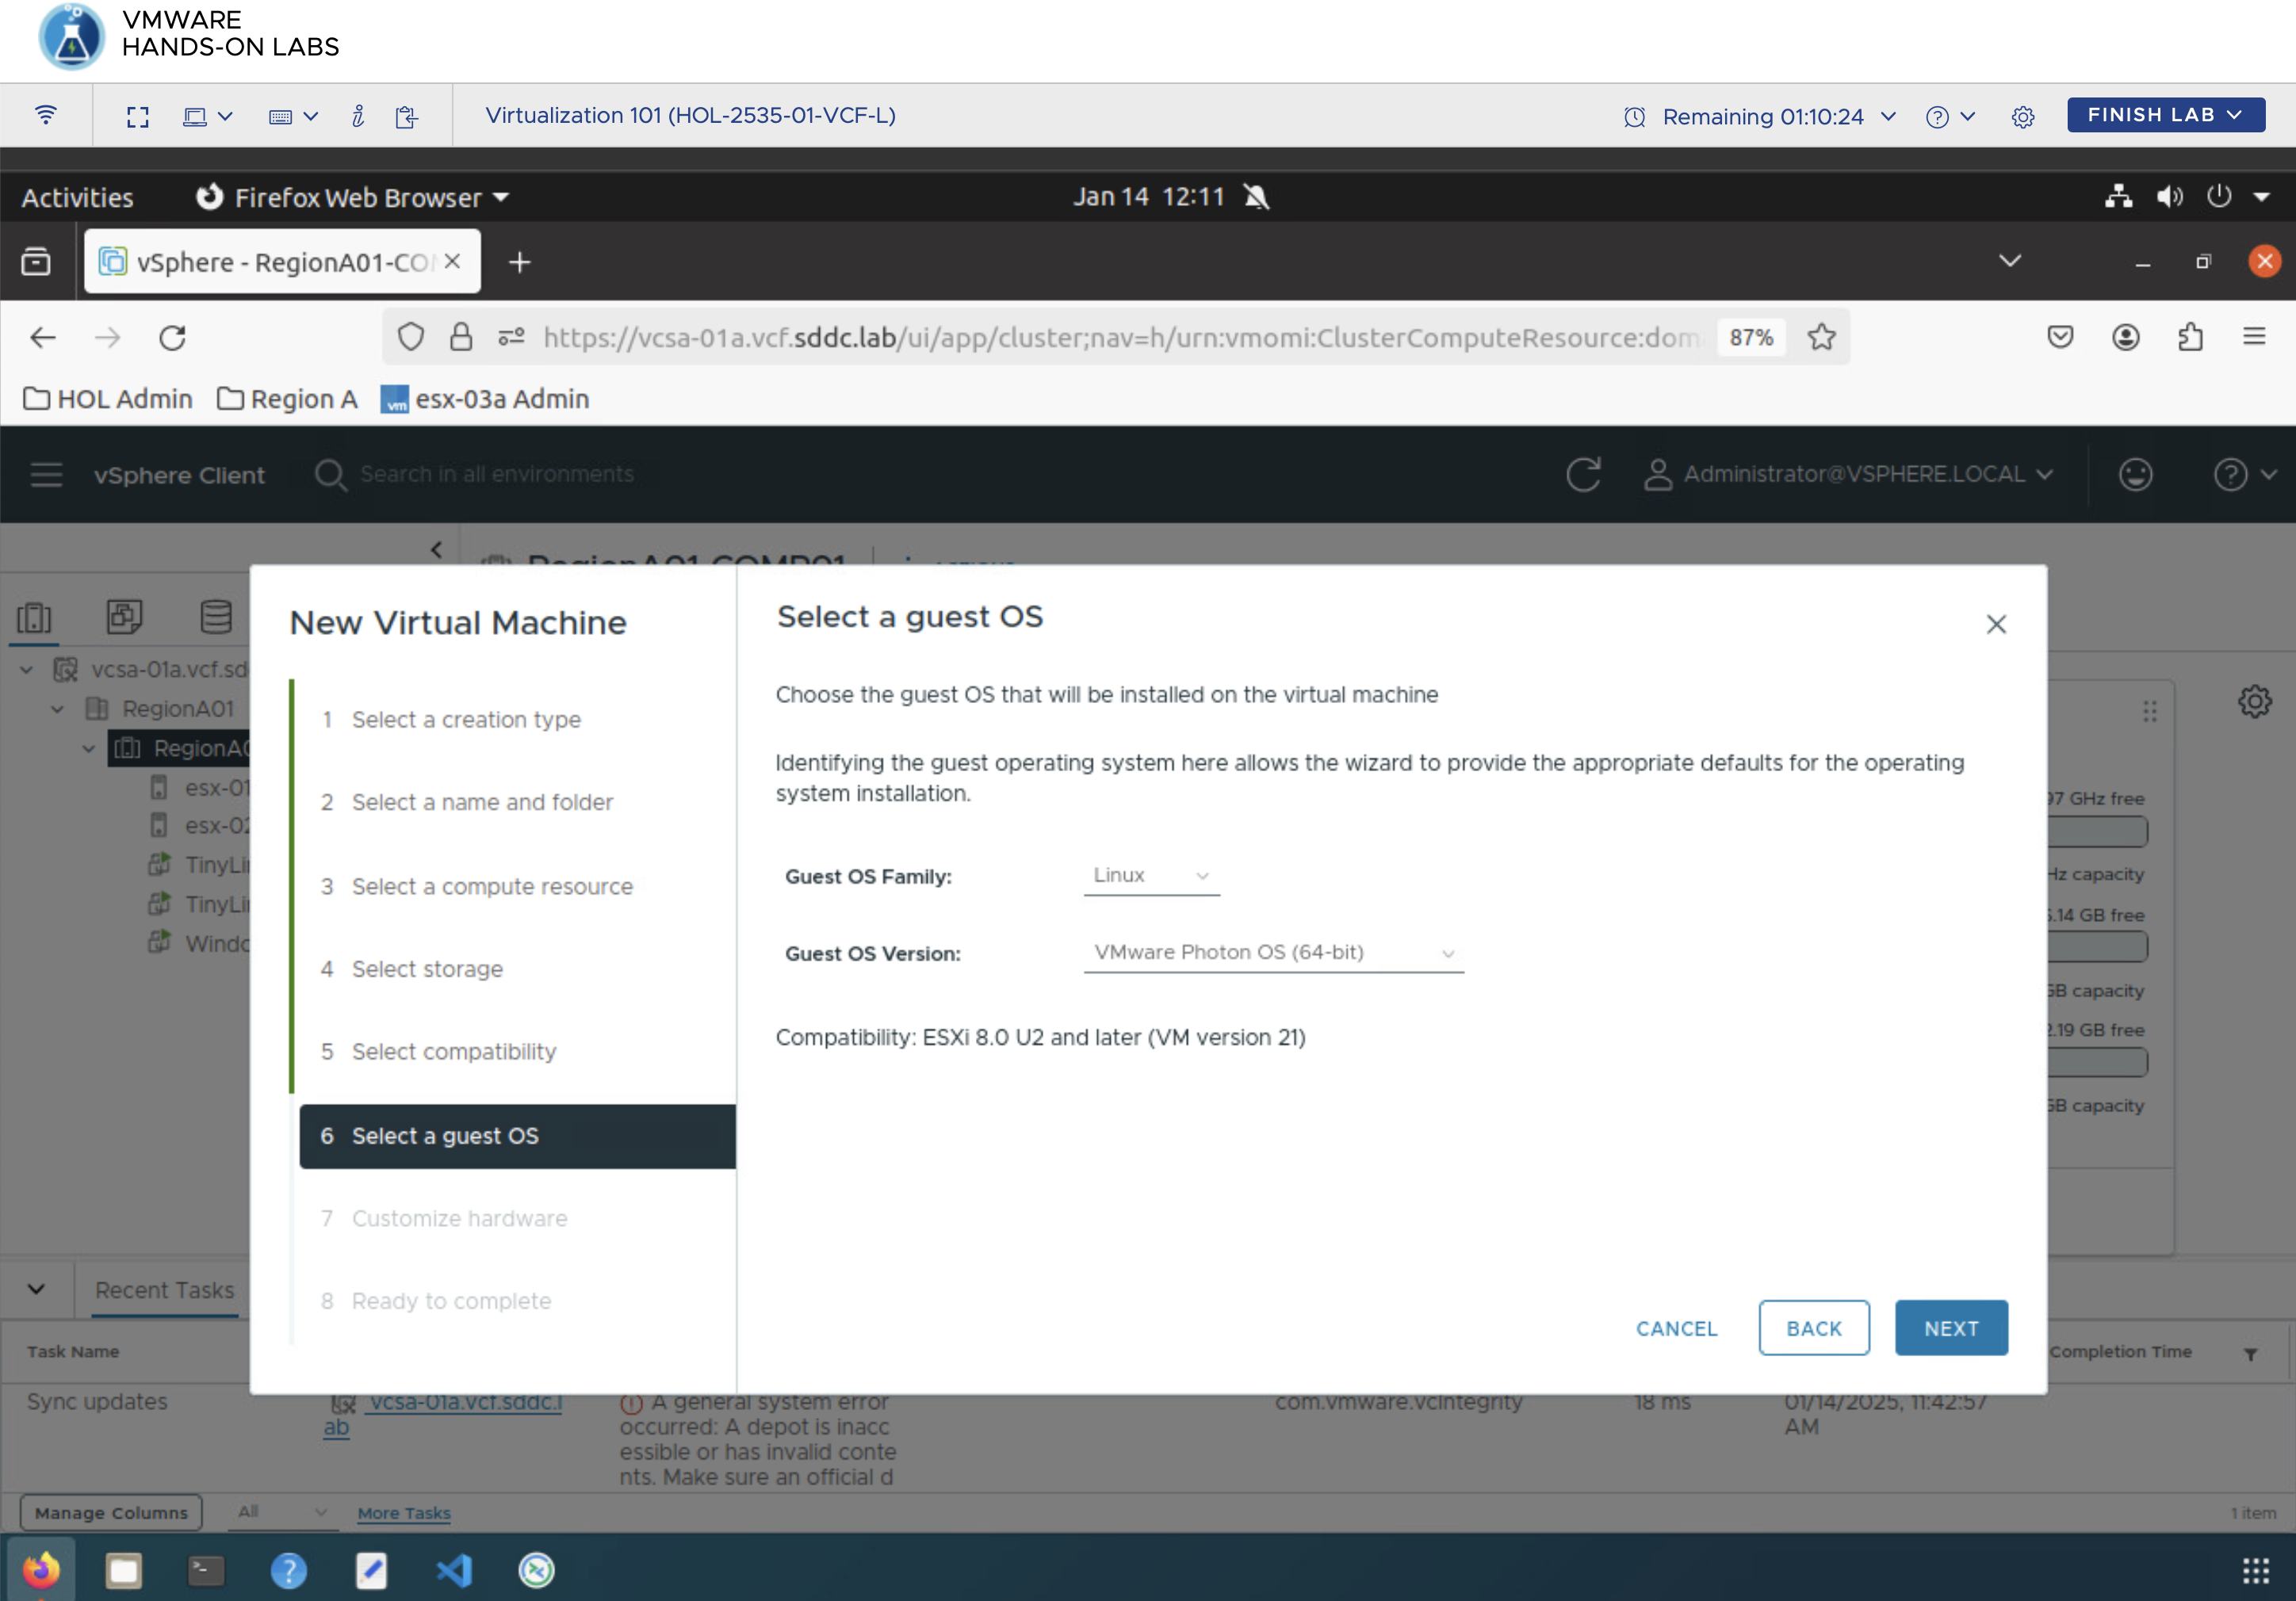 VMWARE
HANDS-ON LABS
Virtualization 101 (HOL-2535-01-VCF-L)
Remaining 01:10:24
FINISH LAB
Activities
Firefox Web Browser
Jan 14 12:11
vSphere - RegionA01-CO
https://vcsa-01a.vcf.sddc.lab/ui/app/cluster;nav=h/urn:vmomi:ClusterComputeResource:dom
87%
HOL Admin
Region A
vm
esx-03a Admin
vSphere Client
Search in all environments
Administrator@VSPHERE.LOCAL
RegionA01-COMP01
ACTIONS
vcsa-01a.vcf.sd
RegionA01
RegionA0
esx-01
esx-02
TinyLi
TinyLi
Windo
New Virtual Machine
1 Select a creation type
2 Select a name and folder
3 Select a compute resource
4 Select storage
5 Select compatibility
6 Select a guest OS
7 Customize hardware
8 Ready to complete
Select a guest OS
Choose the guest OS that will be installed on the virtual machine
Identifying the guest operating system here allows the wizard to provide the appropriate defaults for the operating
system installation.
Guest OS Family:
Linux
Guest OS Version:
VMware Photon OS (64-bit)
Compatibility: ESXi 8.0 U2 and later (VM version 21)
CANCEL
BACK
NEXT
97 GHz free
Hz capacity
.14 GB free
GB capacity
2.19 GB free
GB capacity
Recent Tasks
Task Name
Completion Time
Sync updates
vcsa-01a.vcf.sddc.l
ab
A general system error
occurred: A depot is inacc
essible or has invalid conte
nts. Make sure an official d
com.vmware.vcIntegrity
18 ms
01/14/2025, 11:42:57
AM
Manage Columns
All
More Tasks
1 item